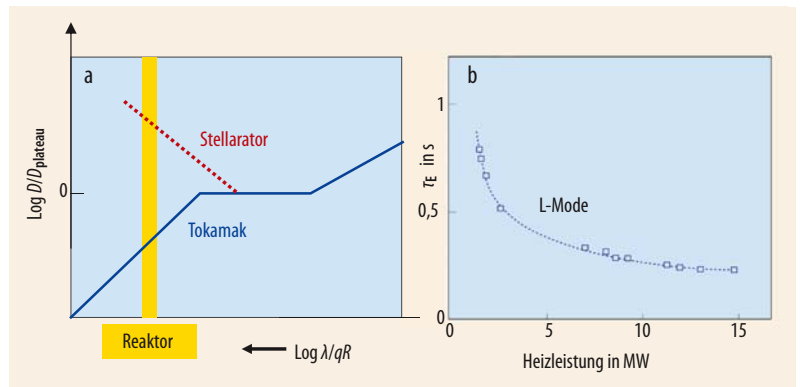 a
Log D/Dplateau
0
Stellarator
Tokamak
Reaktor
Log λ/qR
b
τE in s
1
0,5
0
L-Mode
0 5 10 15
Heizleistung in MW